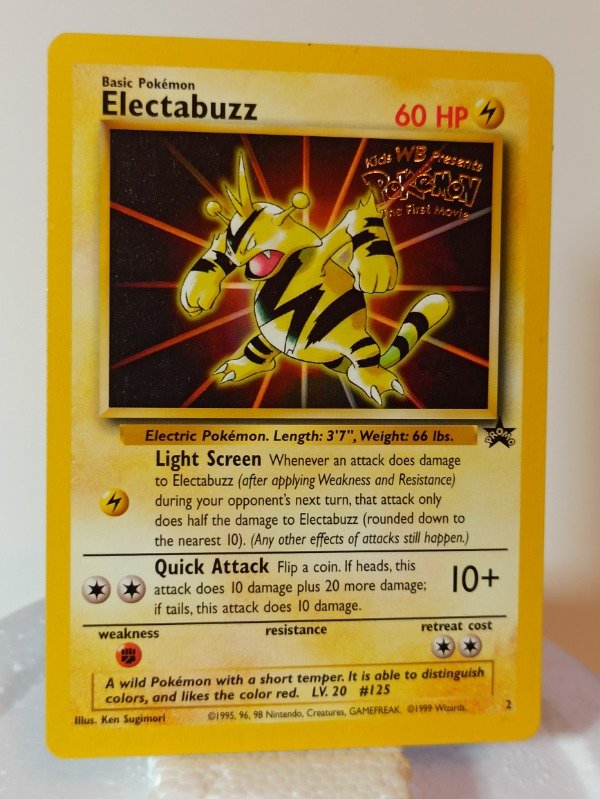 Basic Pokémon
Electabuzz
60 HP
Kids WB Presents
POKéMON
The First Movie
Electric Pokémon. Length: 3'7", Weight: 66 lbs.
PROMO
Light Screen Whenever an attack does damage
to Electabuzz (after applying Weakness and Resistance)
during your opponent's next turn, that attack only
does half the damage to Electabuzz (rounded down to
the nearest 10). (Any other effects of attacks still happen.)
Quick Attack Flip a coin. If heads, this
attack does 10 damage plus 20 more damage;
if tails, this attack does 10 damage.
10+
weakness
resistance
retreat cost
A wild Pokémon with a short temper. It is able to distinguish
colors, and likes the color red. LV. 20 #125
Illus. Ken Sugimori
©1995, 96, 98 Nintendo, Creatures, GAMEFREAK. ©1999 Wizards.
2